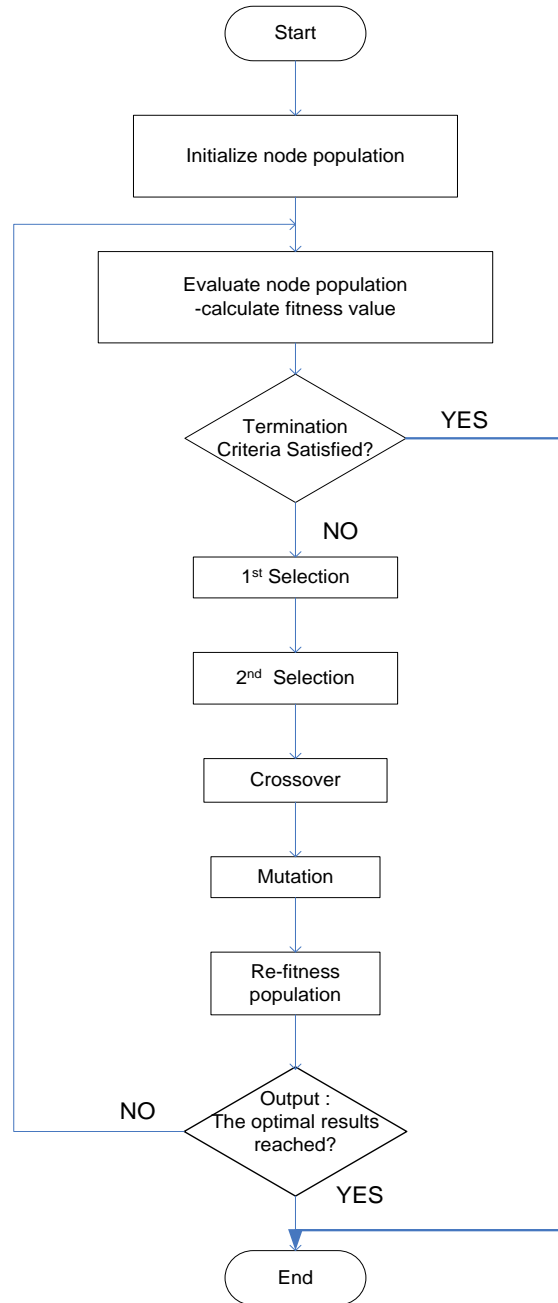 Start
Initialize node population
Evaluate node population
-calculate fitness value
Termination
Criteria Satisfied?
YES
NO
1st Selection
2nd Selection
Crossover
Mutation
Re-fitness
population
Output :
The optimal results
reached?
NO
YES
End